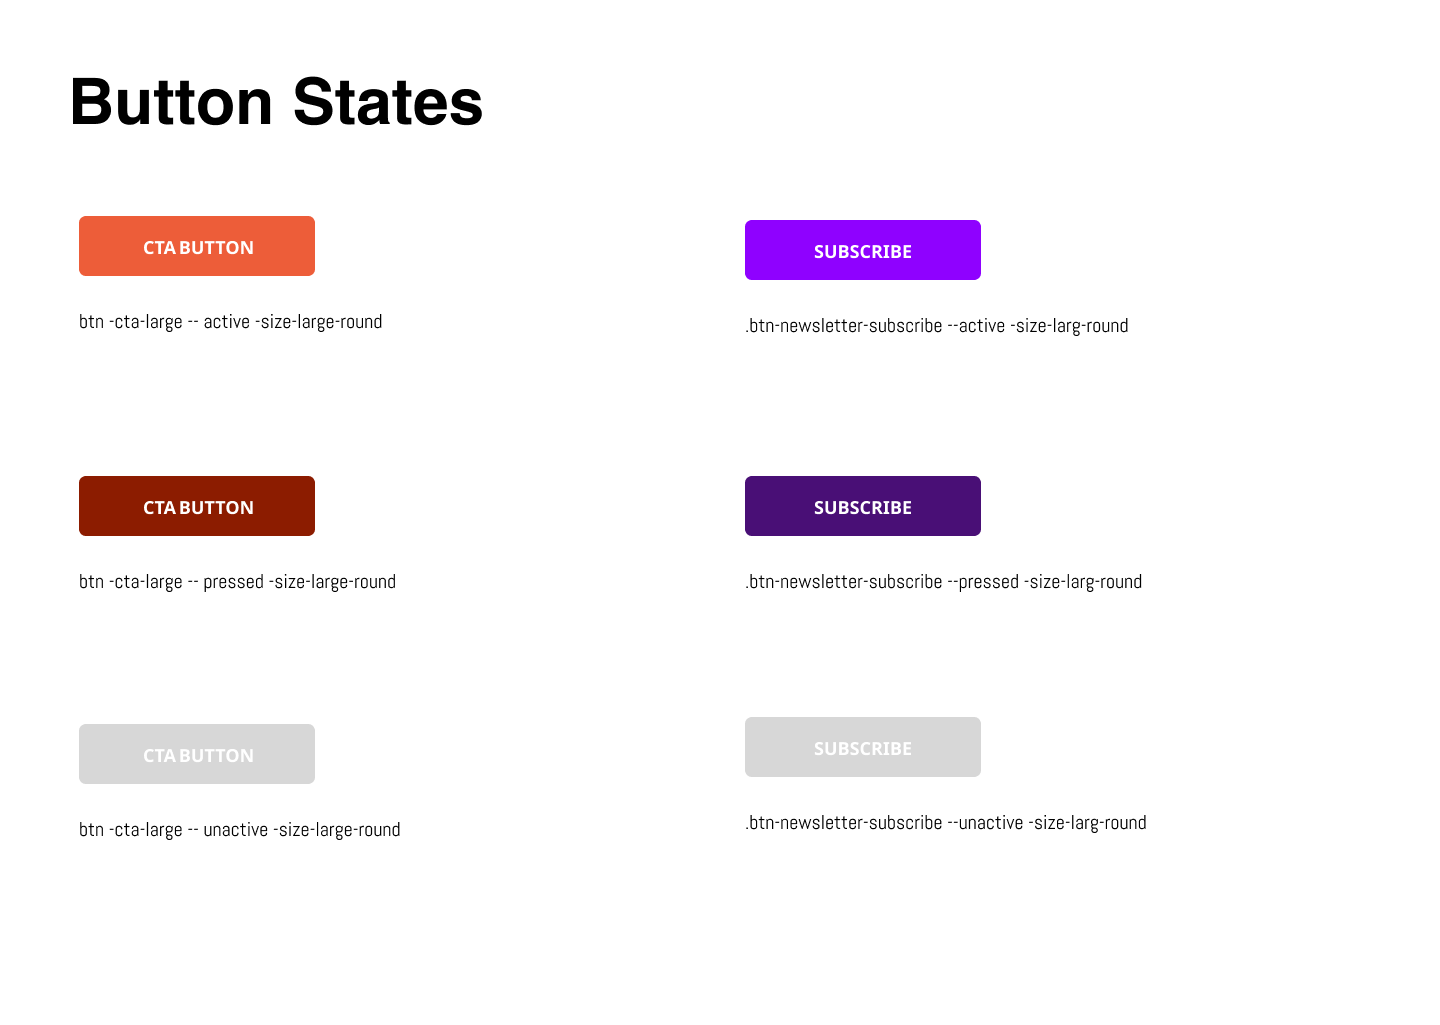 Button States
CTA BUTTON
btn -cta-large -- active -size-large-round
SUBSCRIBE
.btn-newsletter-subscribe --active -size-larg-round
CTA BUTTON
btn -cta-large -- pressed -size-large-round
SUBSCRIBE
.btn-newsletter-subscribe --pressed -size-larg-round
CTA BUTTON
btn -cta-large -- unactive -size-large-round
SUBSCRIBE
.btn-newsletter-subscribe --unactive -size-larg-round